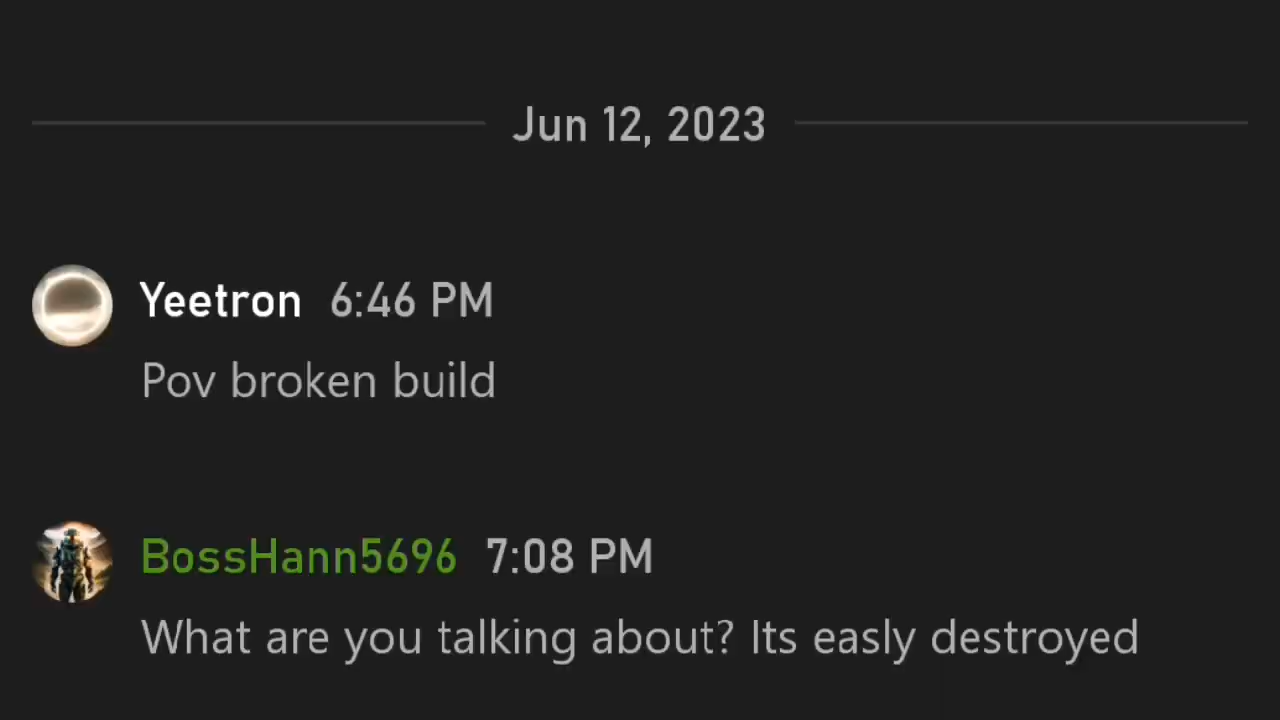 Jun 12, 2023
Yeetron 6:46 PM
Pov broken build
BossHann5696 7:08 PM
What are you talking about? Its easly destroyed